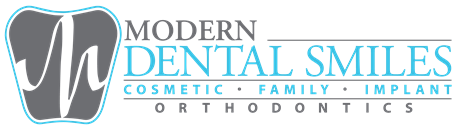 MODERN
DENTAL SMILES
COSMETIC • FAMILY • IMPLANT
ORTHODONTICS